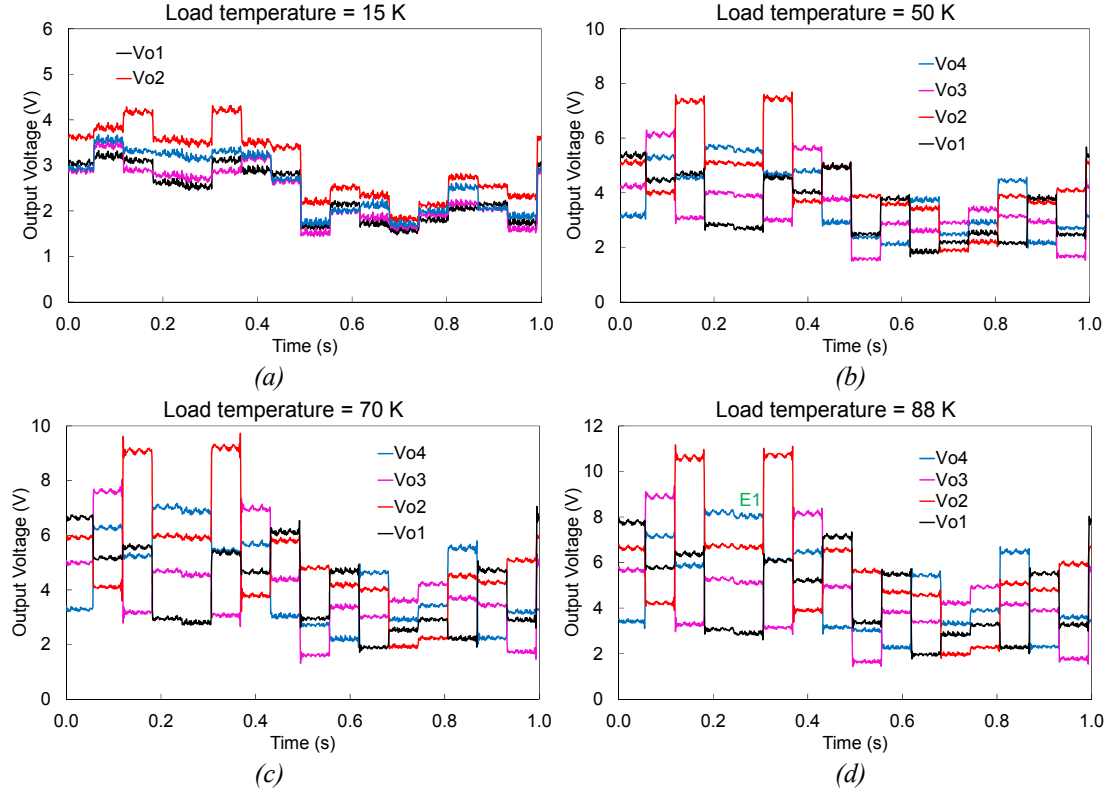 Load temperature = 15 K
6
5
4
3
2
1
0
Output Voltage (V)
Vo1
Vo2
0.0 0.2 0.4 0.6 0.8 1.0
Time (s)
(a)
Load temperature = 50 K
10
8
6
4
2
0
Output Voltage (V)
Vo4
Vo3
Vo2
Vo1
0.0 0.2 0.4 0.6 0.8 1.0
Time (s)
(b)
Load temperature = 70 K
10
8
6
4
2
0
Output Voltage (V)
Vo4
Vo3
Vo2
Vo1
0.0 0.2 0.4 0.6 0.8 1.0
Time (s)
(c)
Load temperature = 88 K
12
10
8
6
4
2
0
Output Voltage (V)
E1
Vo4
Vo3
Vo2
Vo1
0.0 0.2 0.4 0.6 0.8 1.0
Time (s)
(d)